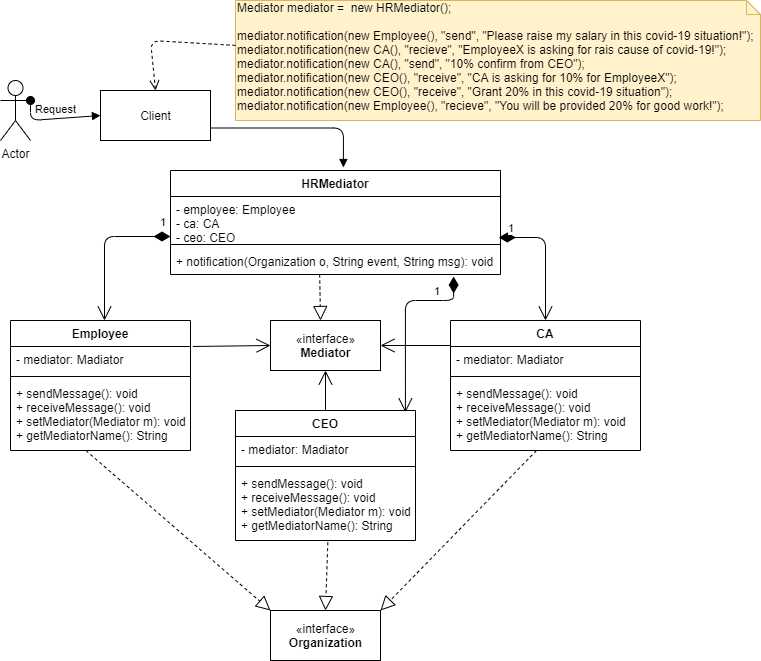 Mediator mediator =  new HRMediator();
mediator.notification(new Employee(), "send", "Please raise my salary in this covid-19 situation!");
mediator.notification(new CA(), "recieve", "EmployeeX is asking for rais cause of covid-19!");
mediator.notification(new CA(), "send", "10% confirm from CEO");
mediator.notification(new CEO(), "receive", "CA is asking for 10% for EmployeeX");
mediator.notification(new CEO(), "receive", "Grant 20% in this covid-19 situation");
mediator.notification(new Employee(), "recieve", "You will be provided 20% for good work!");
Request
Client
Actor
HRMediator
- employee: Employee
- ca: CA
- ceo: CEO
+ notification(Organization o, String event, String msg): void
1
1
1
Employee
- mediator: Madiator
+ sendMessage(): void
+ receiveMessage(): void
+ setMediator(Mediator m): void
+ getMediatorName(): String
«interface»
Mediator
CA
- mediator: Madiator
+ sendMessage(): void
+ receiveMessage(): void
+ setMediator(Mediator m): void
+ getMediatorName(): String
CEO
- mediator: Madiator
+ sendMessage(): void
+ receiveMessage(): void
+ setMediator(Mediator m): void
+ getMediatorName(): String
«interface»
Organization